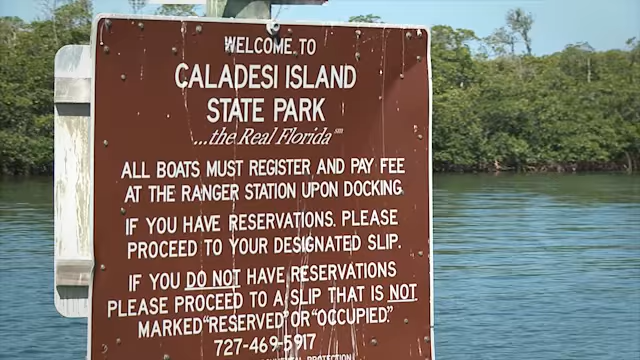 WELCOME TO
CALADESI ISLAND
STATE PARK
...the Real Florida℠
ALL BOATS MUST REGISTER AND PAY FEE
AT THE RANGER STATION UPON DOCKING.
IF YOU HAVE RESERVATIONS. PLEASE
PROCEED TO YOUR DESIGNATED SLIP.
IF YOU DO NOT HAVE RESERVATIONS
PLEASE PROCEED TO A SLIP THAT IS NOT
MARKED "RESERVED" OR "OCCUPIED."
727-469-5917
PROTECTION